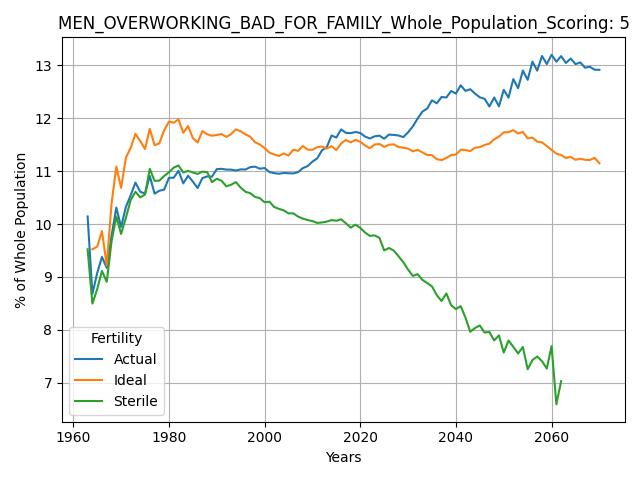 MEN_OVERWORKING_BAD_FOR_FAMILY_Whole_Population_Scoring: 5
% of Whole Population
13
12
11
10
9
8
7
Fertility
Actual
Ideal
Sterile
1960
1980
2000
2020
2040
2060
Years